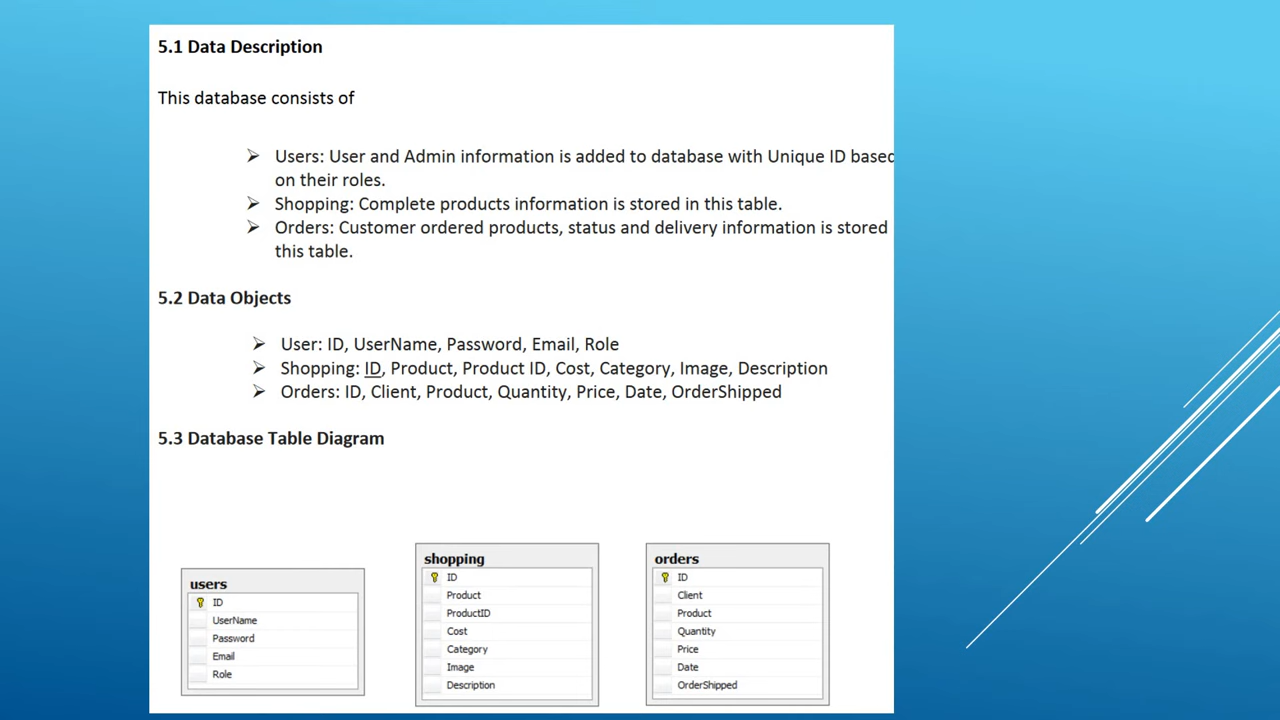 5.1 Data Description
This database consists of
Users: User and Admin information is added to database with Unique ID based
on their roles.
Shopping: Complete products information is stored in this table.
Orders: Customer ordered products, status and delivery information is stored
this table.
5.2 Data Objects
User: ID, UserName, Password, Email, Role
Shopping: ID, Product, Product ID, Cost, Category, Image, Description
Orders: ID, Client, Product, Quantity, Price, Date, OrderShipped
5.3 Database Table Diagram
users
ID
UserName
Password
Email
Role
shopping
ID
Product
ProductID
Cost
Category
Image
Description
orders
ID
Client
Product
Quantity
Price
Date
OrderShipped